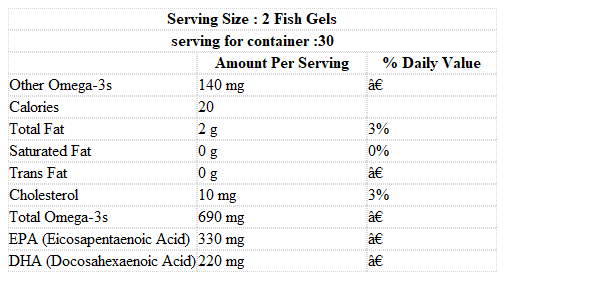 Serving Size : 2 Fish Gels
serving for container :30
Amount Per Serving % Daily Value
Other Omega-3s 140 mg â€
Calories 20
Total Fat 2 g 3%
Saturated Fat 0 g 0%
Trans Fat 0 g â€
Cholesterol 10 mg 3%
Total Omega-3s 690 mg â€
EPA (Eicosapentaenoic Acid) 330 mg â€
DHA (Docosahexaenoic Acid) 220 mg â€